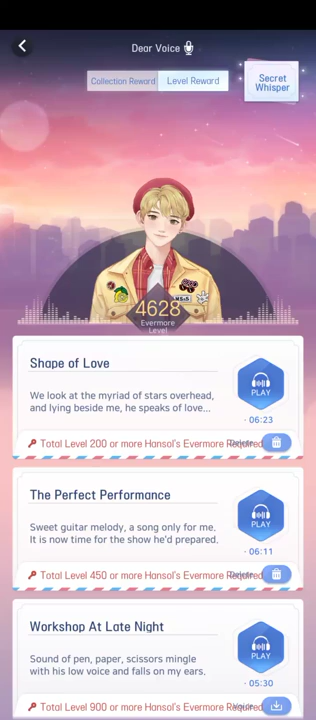 Dear Voice
Collection Reward
Level Reward
Secret
Whisper
4628
Evermore
Level
Shape of Love
We look at the myriad of stars overhead,
and lying beside me, he speaks of love...
PLAY
· 06:23
Total Level 200 or more Hansol's Evermore Required
Delete
The Perfect Performance
Sweet guitar melody, a song only for me.
It is now time for the show he'd prepared.
PLAY
· 06:11
Total Level 450 or more Hansol's Evermore Required
Delete
Workshop At Late Night
Sound of pen, paper, scissors mingle
with his low voice and falls on my ears.
PLAY
· 05:30
Total Level 900 or more Hansol's Evermore Required